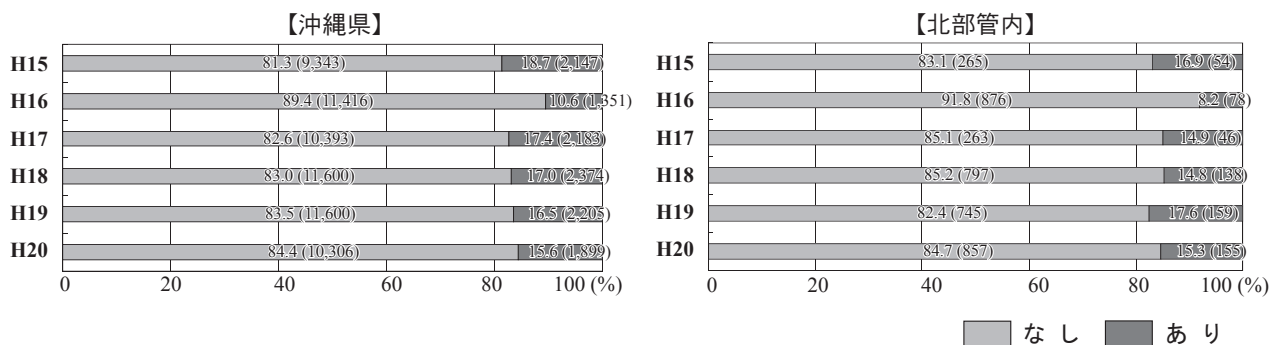 【沖縄県】
H15 81.3 (9,343) 18.7 (2,147)
H16 89.4 (11,416) 10.6 (1,351)
H17 82.6 (10,393) 17.4 (2,183)
H18 83.0 (11,600) 17.0 (2,374)
H19 83.5 (11,600) 16.5 (2,205)
H20 84.4 (10,306) 15.6 (1,899)
0 20 40 60 80 100 (%)
【北部管内】
H15 83.1 (265) 16.9 (54)
H16 91.8 (876) 8.2 (78)
H17 85.1 (263) 14.9 (46)
H18 85.2 (797) 14.8 (138)
H19 82.4 (745) 17.6 (159)
H20 84.7 (857) 15.3 (155)
0 20 40 60 80 100 (%)
なし あり